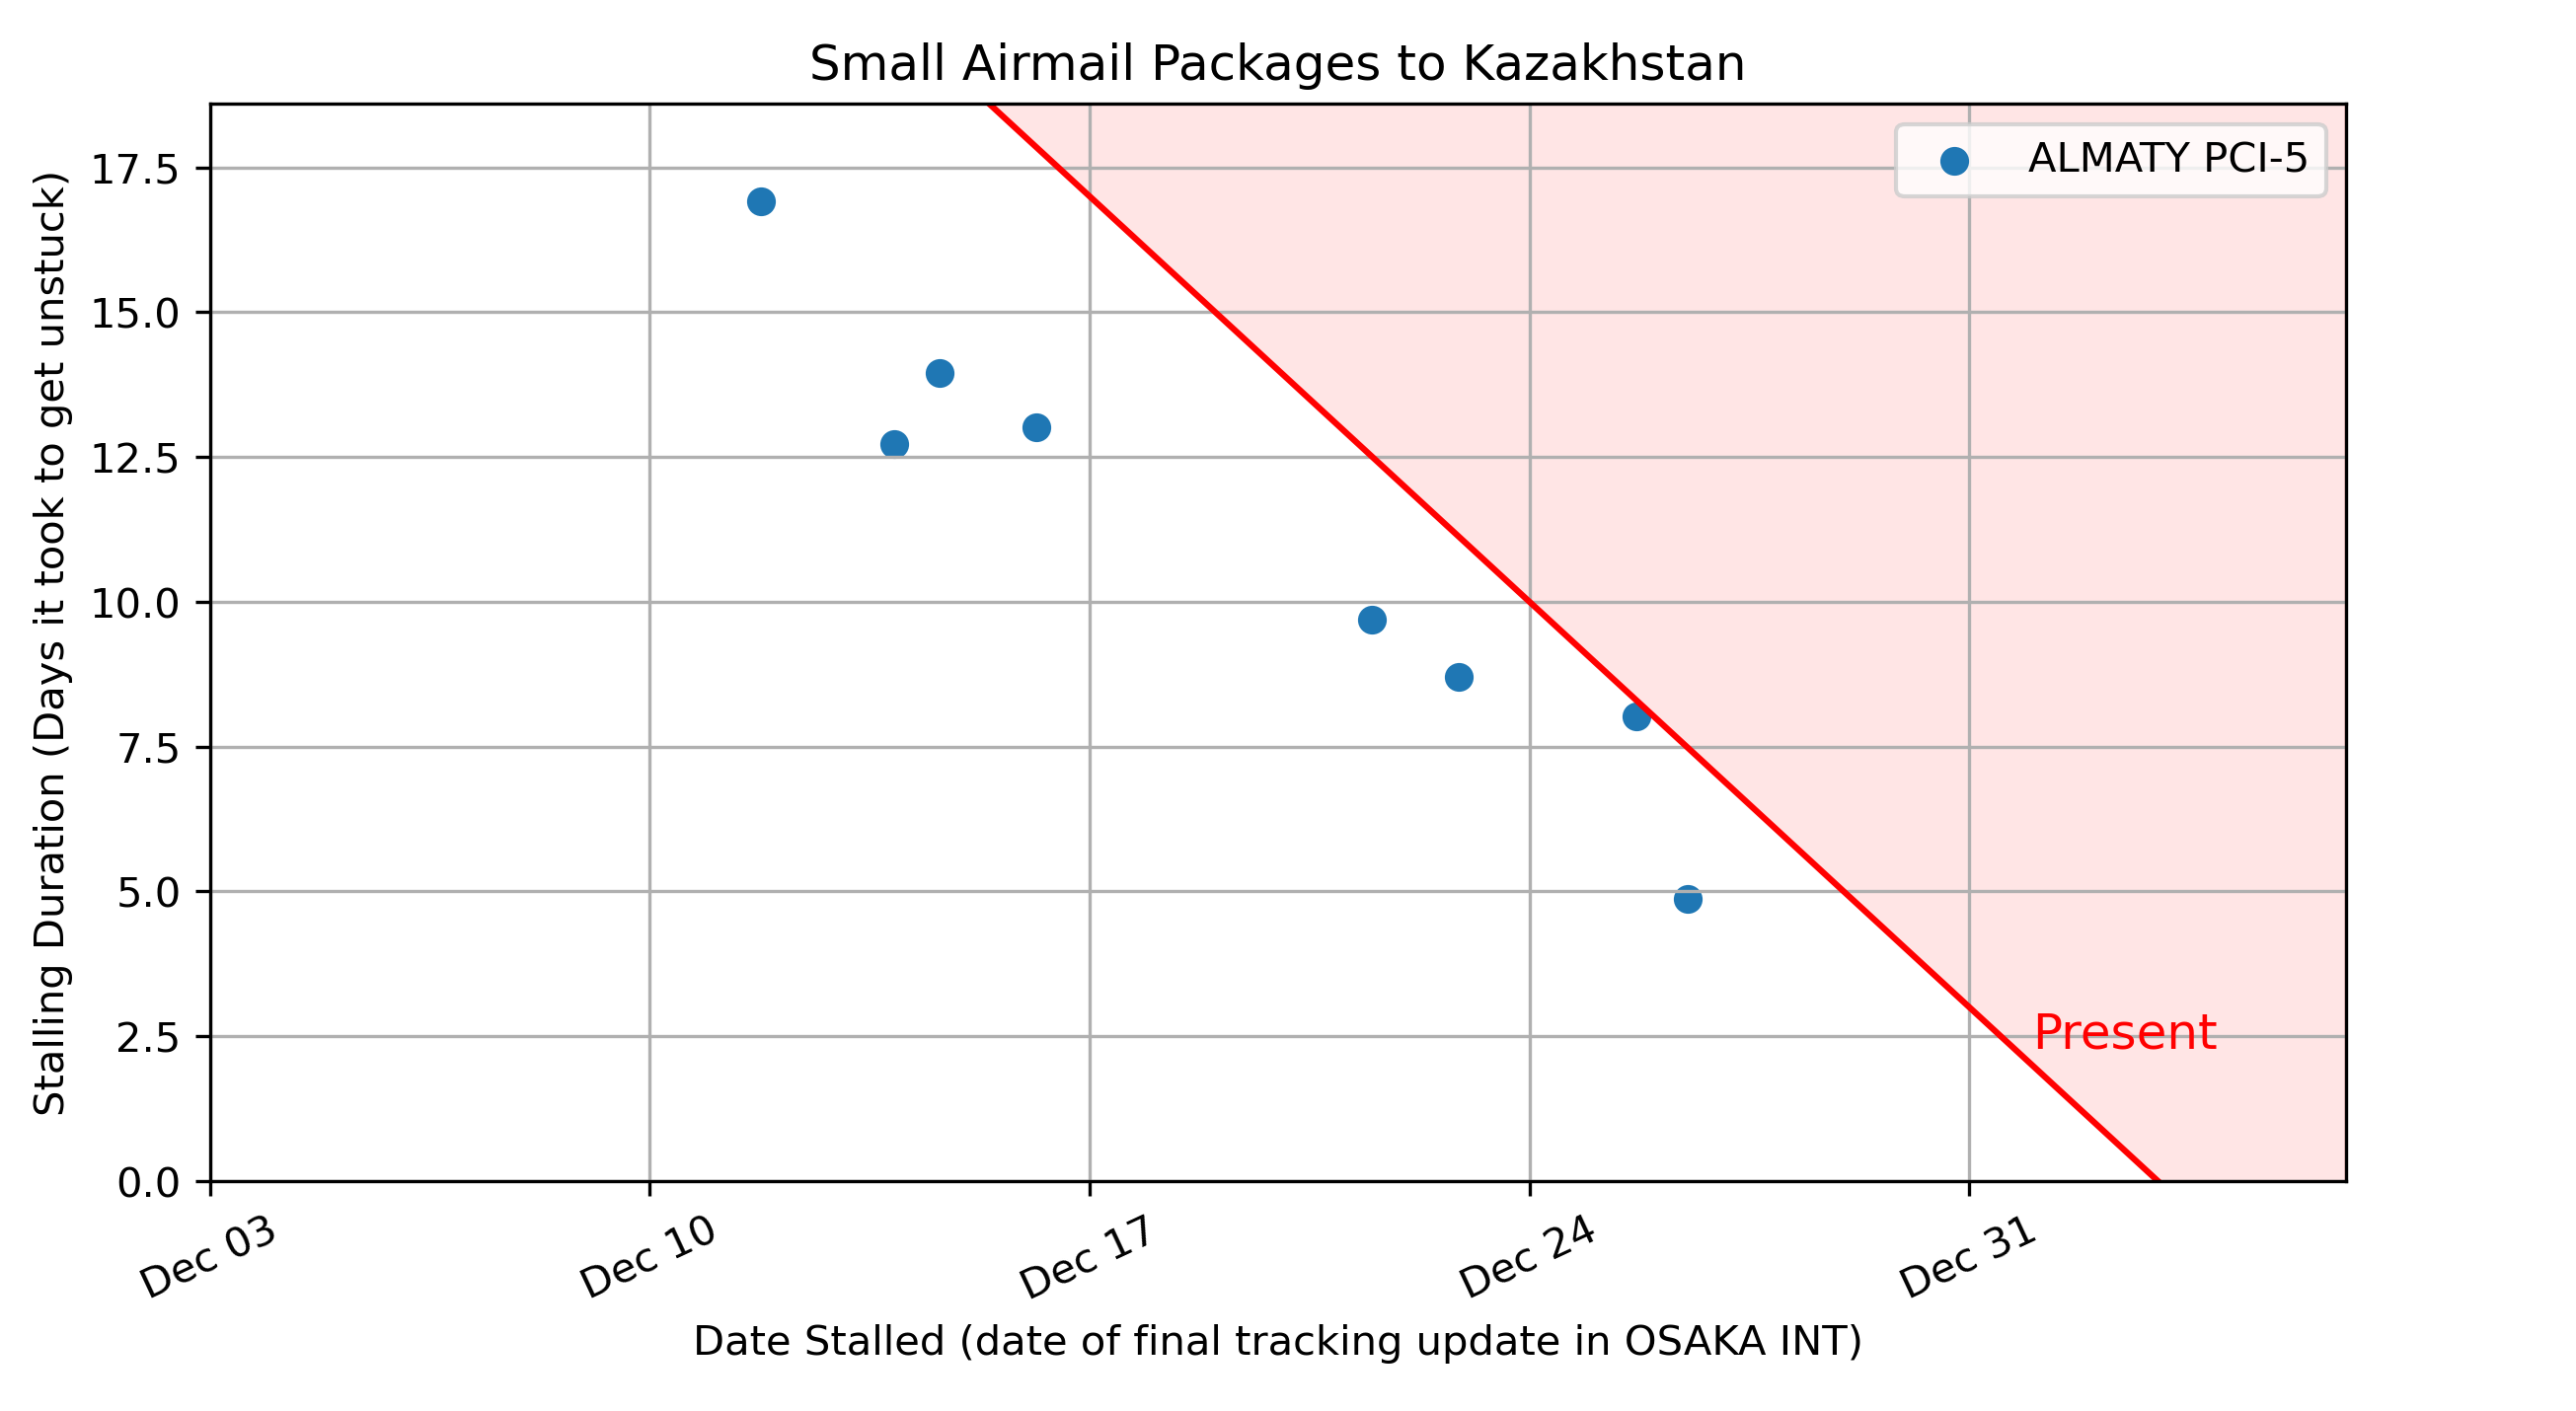 Small Airmail Packages to Kazakhstan
ALMATY PCI-5
Stalling Duration (Days it took to get unstuck)
17.5
15.0
12.5
10.0
7.5
5.0
2.5
0.0
Present
Dec 03
Dec 10
Dec 17
Dec 24
Dec 31
Date Stalled (date of final tracking update in OSAKA INT)